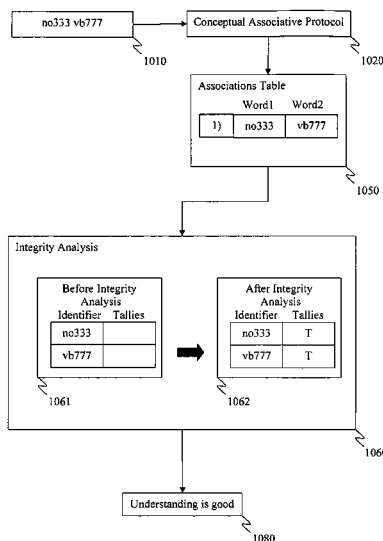 no333 vb777
Conceptual Associative Protocol
1010
1020
Associations Table
Word1 Word2
1) no333 vb777
1050
Integrity Analysis
Before Integrity
Analysis
Identifier Tallies
no333
vb777
1061
After Integrity
Analysis
Identifier Tallies
no333 T
vb777 T
1062
1060
Understanding is good
1080